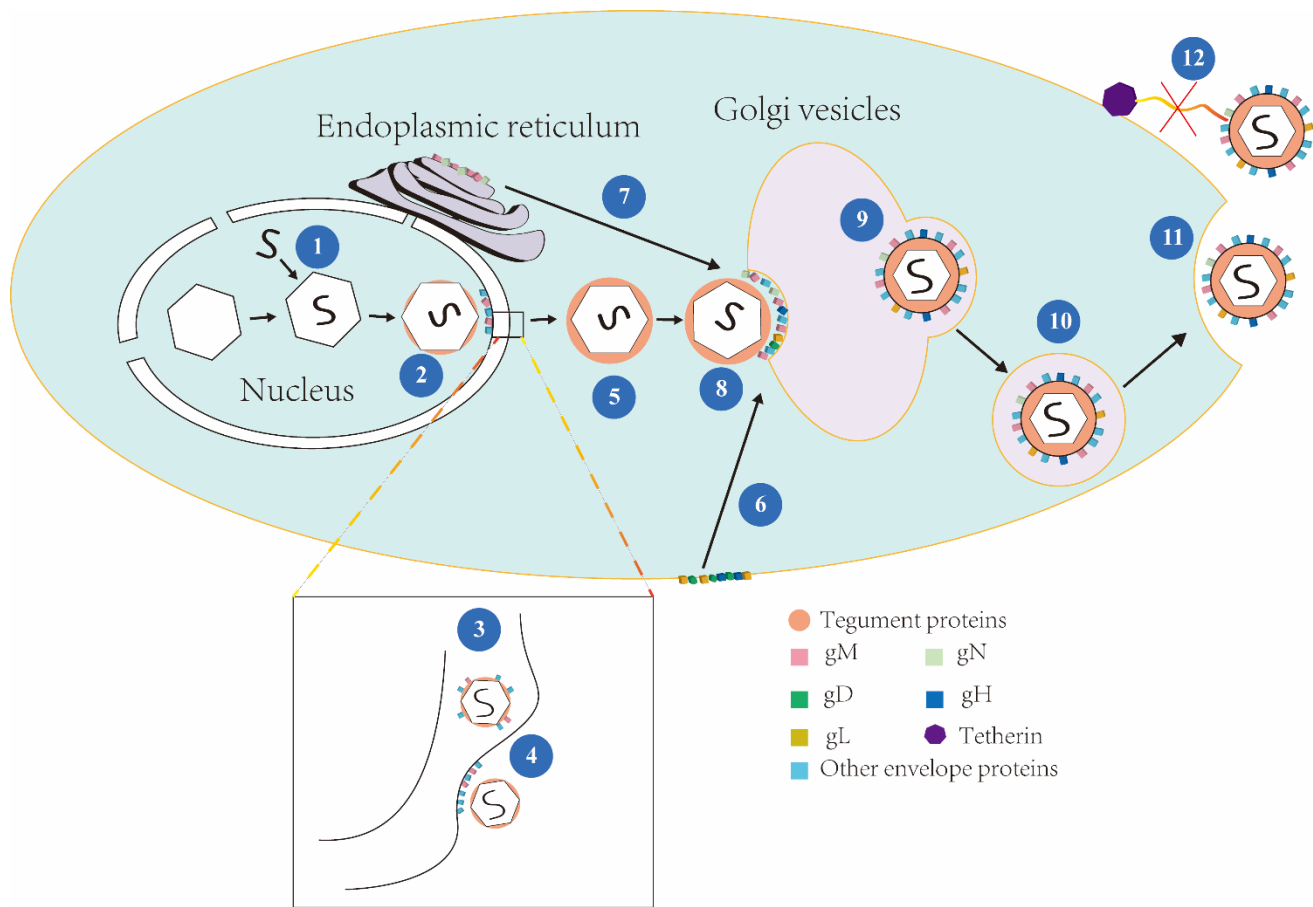 12
Endoplasmic reticulum
Golgi vesicles
7
1
S
S
S
S
S
S
S
S
S
9
11
10
2
5
8
Nucleus
6
3
S
4
S
Tegument proteins
gM
gN
gD
gH
gL
Tetherin
Other envelope proteins